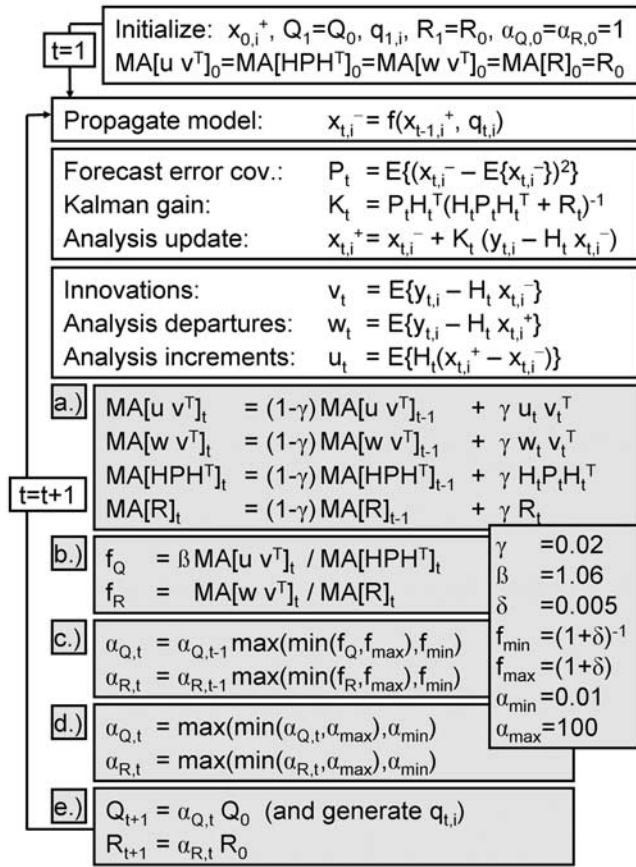 Initialize: x0,i+, Q1=Q0, q1,i, R1=R0, αQ,0=αR,0=1
t=1
MA[u vT]0=MA[HPHT]0=MA[w vT]0=MA[R]0=R0
Propagate model: xt,i− = f(xt-1,i+, qt,i)
Forecast error cov.: Pt = E{(xt,i− – E{xt,i−})2}
Kalman gain: Kt = PtHtT(HtPtHtT + Rt)-1
Analysis update: xt,i+ = xt,i− + Kt (yt,i – Ht xt,i−)
Innovations: vt = E{yt,i – Ht xt,i−}
Analysis departures: wt = E{yt,i – Ht xt,i+}
Analysis increments: ut = E{Ht(xt,i+ – xt,i−)}
a.) MA[u vT]t = (1-γ) MA[u vT]t-1 + γ ut vtT
MA[w vT]t = (1-γ) MA[w vT]t-1 + γ wt vtT
MA[HPHT]t = (1-γ) MA[HPHT]t-1 + γ HtPtHtT
t=t+1
MA[R]t = (1-γ) MA[R]t-1 + γ Rt
b.) fQ = ß MA[u vT]t / MA[HPHT]t
fR = MA[w vT]t / MA[R]t
c.) αQ,t = αQ,t-1 max(min(fQ,fmax),fmin)
αR,t = αR,t-1 max(min(fR,fmax),fmin)
d.) αQ,t = max(min(αQ,t,αmax),αmin)
αR,t = max(min(αR,t,αmax),αmin)
e.) Qt+1 = αQ,t Q0 (and generate qt,i)
Rt+1 = αR,t R0
γ =0.02
ß =1.06
δ =0.005
fmin =(1+δ)-1
fmax =(1+δ)
αmin =0.01
αmax =100